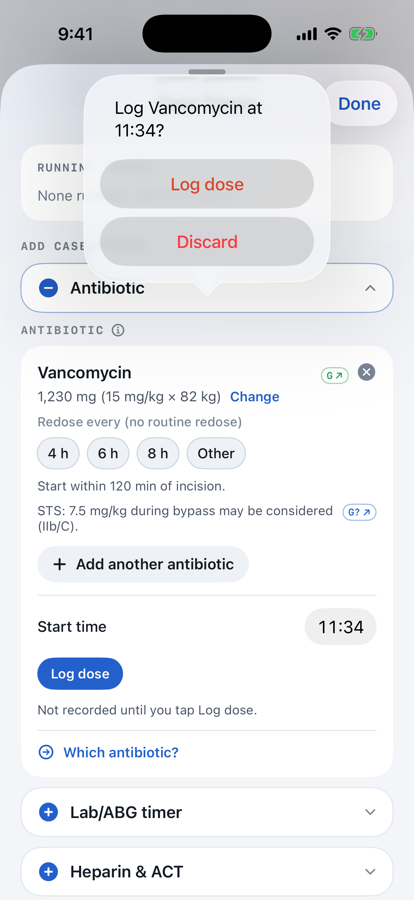 9:41
Log Vancomycin at
11:34?
Done
Log dose
Discard
RUNNIN
None ru
ADD CASE
Antibiotic
ANTIBIOTIC
Vancomycin
G ↗
1,230 mg (15 mg/kg × 82 kg) Change
Redose every (no routine redose)
4 h 6 h 8 h Other
Start within 120 min of incision.
STS: 7.5 mg/kg during bypass may be considered
(IIb/C).
G? ↗
+ Add another antibiotic
Start time 11:34
Log dose
Not recorded until you tap Log dose.
Which antibiotic?
Lab/ABG timer
Heparin & ACT